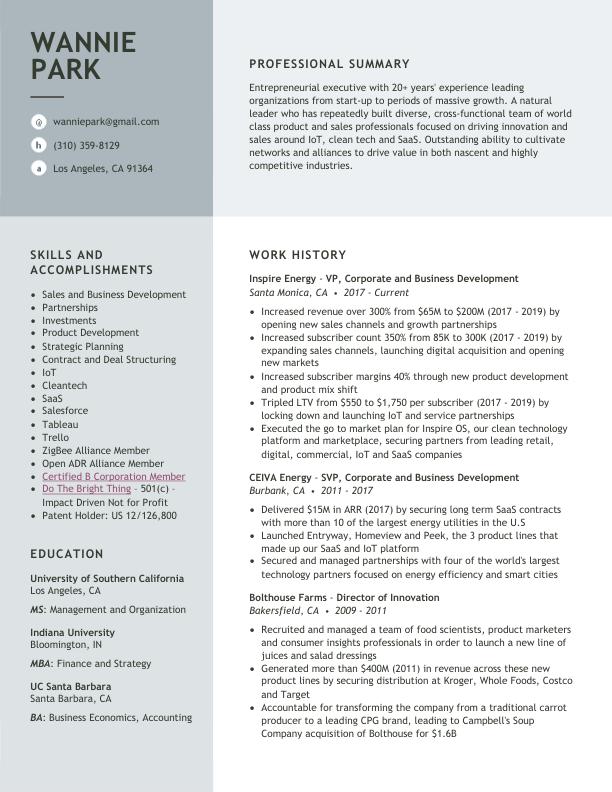 WANNIE
PARK
@ wanniepark@gmail.com
h (310) 359-8129
a Los Angeles, CA 91364
PROFESSIONAL SUMMARY
Entrepreneurial executive with 20+ years' experience leading
organizations from start-up to periods of massive growth. A natural
leader who has repeatedly built diverse, cross-functional team of world
class product and sales professionals focused on driving innovation and
sales around IoT, clean tech and SaaS. Outstanding ability to cultivate
networks and alliances to drive value in both nascent and highly
competitive industries.
SKILLS AND
ACCOMPLISHMENTS
• Sales and Business Development
• Partnerships
• Investments
• Product Development
• Strategic Planning
• Contract and Deal Structuring
• IoT
• Cleantech
• SaaS
• Salesforce
• Tableau
• Trello
• ZigBee Alliance Member
• Open ADR Alliance Member
• Certified B Corporation Member
• Do The Bright Thing - 501(c) -
Impact Driven Not for Profit
• Patent Holder: US 12/126,800
EDUCATION
University of Southern California
Los Angeles, CA
MS: Management and Organization
Indiana University
Bloomington, IN
MBA: Finance and Strategy
UC Santa Barbara
Santa Barbara, CA
BA: Business Economics, Accounting
WORK HISTORY
Inspire Energy - VP, Corporate and Business Development
Santa Monica, CA • 2017 - Current
• Increased revenue over 300% from $65M to $200M (2017 - 2019) by
opening new sales channels and growth partnerships
• Increased subscriber count 350% from 85K to 300K (2017 - 2019) by
expanding sales channels, launching digital acquisition and opening
new markets
• Increased subscriber margins 40% through new product development
and product mix shift
• Tripled LTV from $550 to $1,750 per subscriber (2017 - 2019) by
locking down and launching IoT and service partnerships
• Executed the go to market plan for Inspire OS, our clean technology
platform and marketplace, securing partners from leading retail,
digital, commercial, IoT and SaaS companies
CEIVA Energy - SVP, Corporate and Business Development
Burbank, CA • 2011 - 2017
• Delivered $15M in ARR (2017) by securing long term SaaS contracts
with more than 10 of the largest energy utilities in the U.S
• Launched Entryway, Homeview and Peek, the 3 product lines that
made up our SaaS and IoT platform
• Secured and managed partnerships with four of the world's largest
technology partners focused on energy efficiency and smart cities
Bolthouse Farms - Director of Innovation
Bakersfield, CA • 2009 - 2011
• Recruited and managed a team of food scientists, product marketers
and consumer insights professionals in order to launch a new line of
juices and salad dressings
• Generated more than $400M (2011) in revenue across these new
product lines by securing distribution at Kroger, Whole Foods, Costco
and Target
• Accountable for transforming the company from a traditional carrot
producer to a leading CPG brand, leading to Campbell's Soup
Company acquisition of Bolthouse for $1.6B